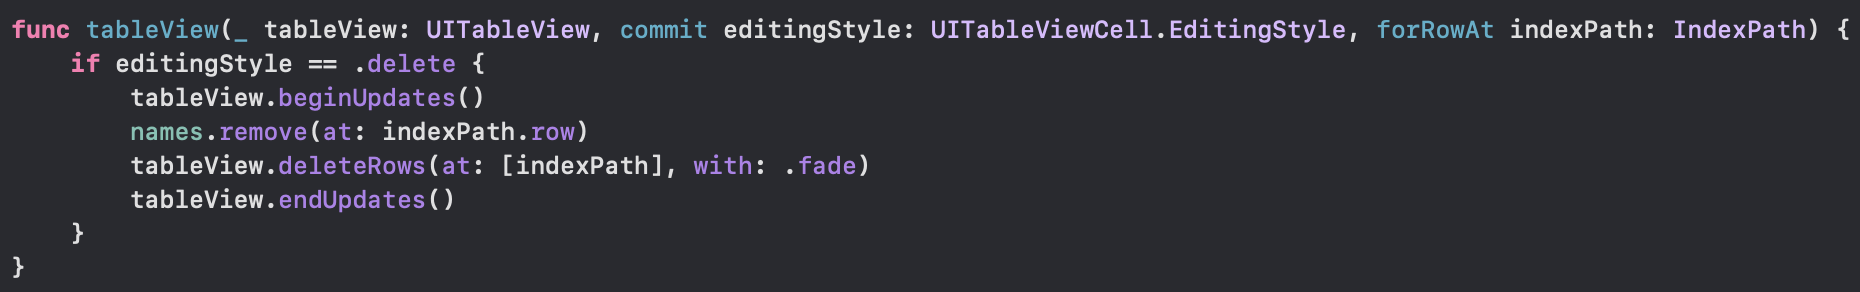 func tableView(_ tableView: UITableView, commit editingStyle: UITableViewCell.EditingStyle, forRowAt indexPath: IndexPath) {
    if editingStyle == .delete {
        tableView.beginUpdates()
        names.remove(at: indexPath.row)
        tableView.deleteRows(at: [indexPath], with: .fade)
        tableView.endUpdates()
    }
}